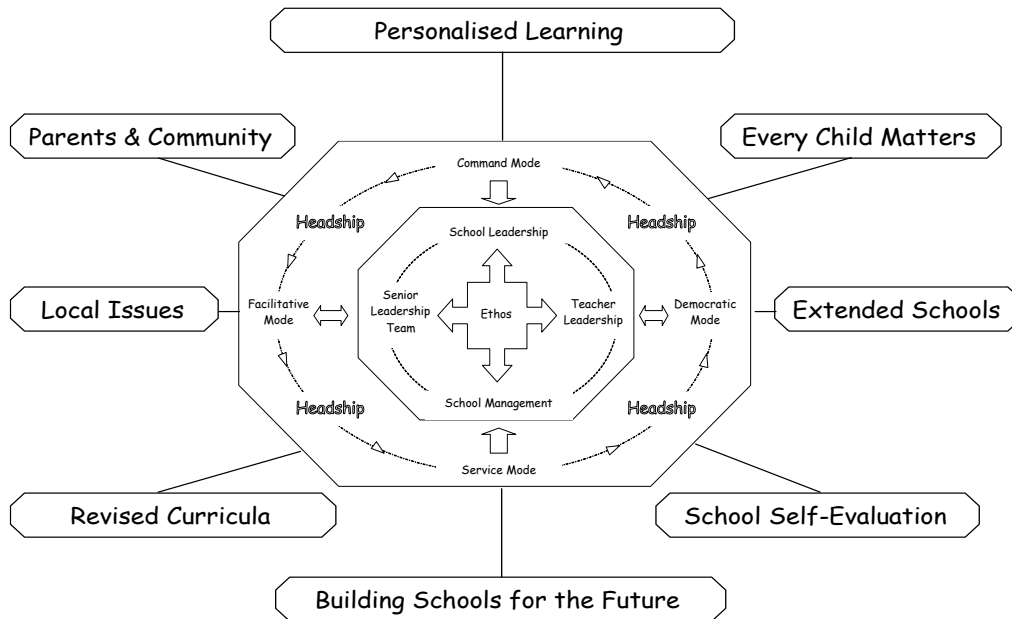 Personalised Learning
Parents & Community
Every Child Matters
Command Mode
Headship
Headship
School Leadership
Local Issues
Facilitative
Mode
Senior
Leadership
Team
Ethos
Teacher
Leadership
Democratic
Mode
Extended Schools
School Management
Headship
Headship
Service Mode
Revised Curricula
School Self-Evaluation
Building Schools for the Future